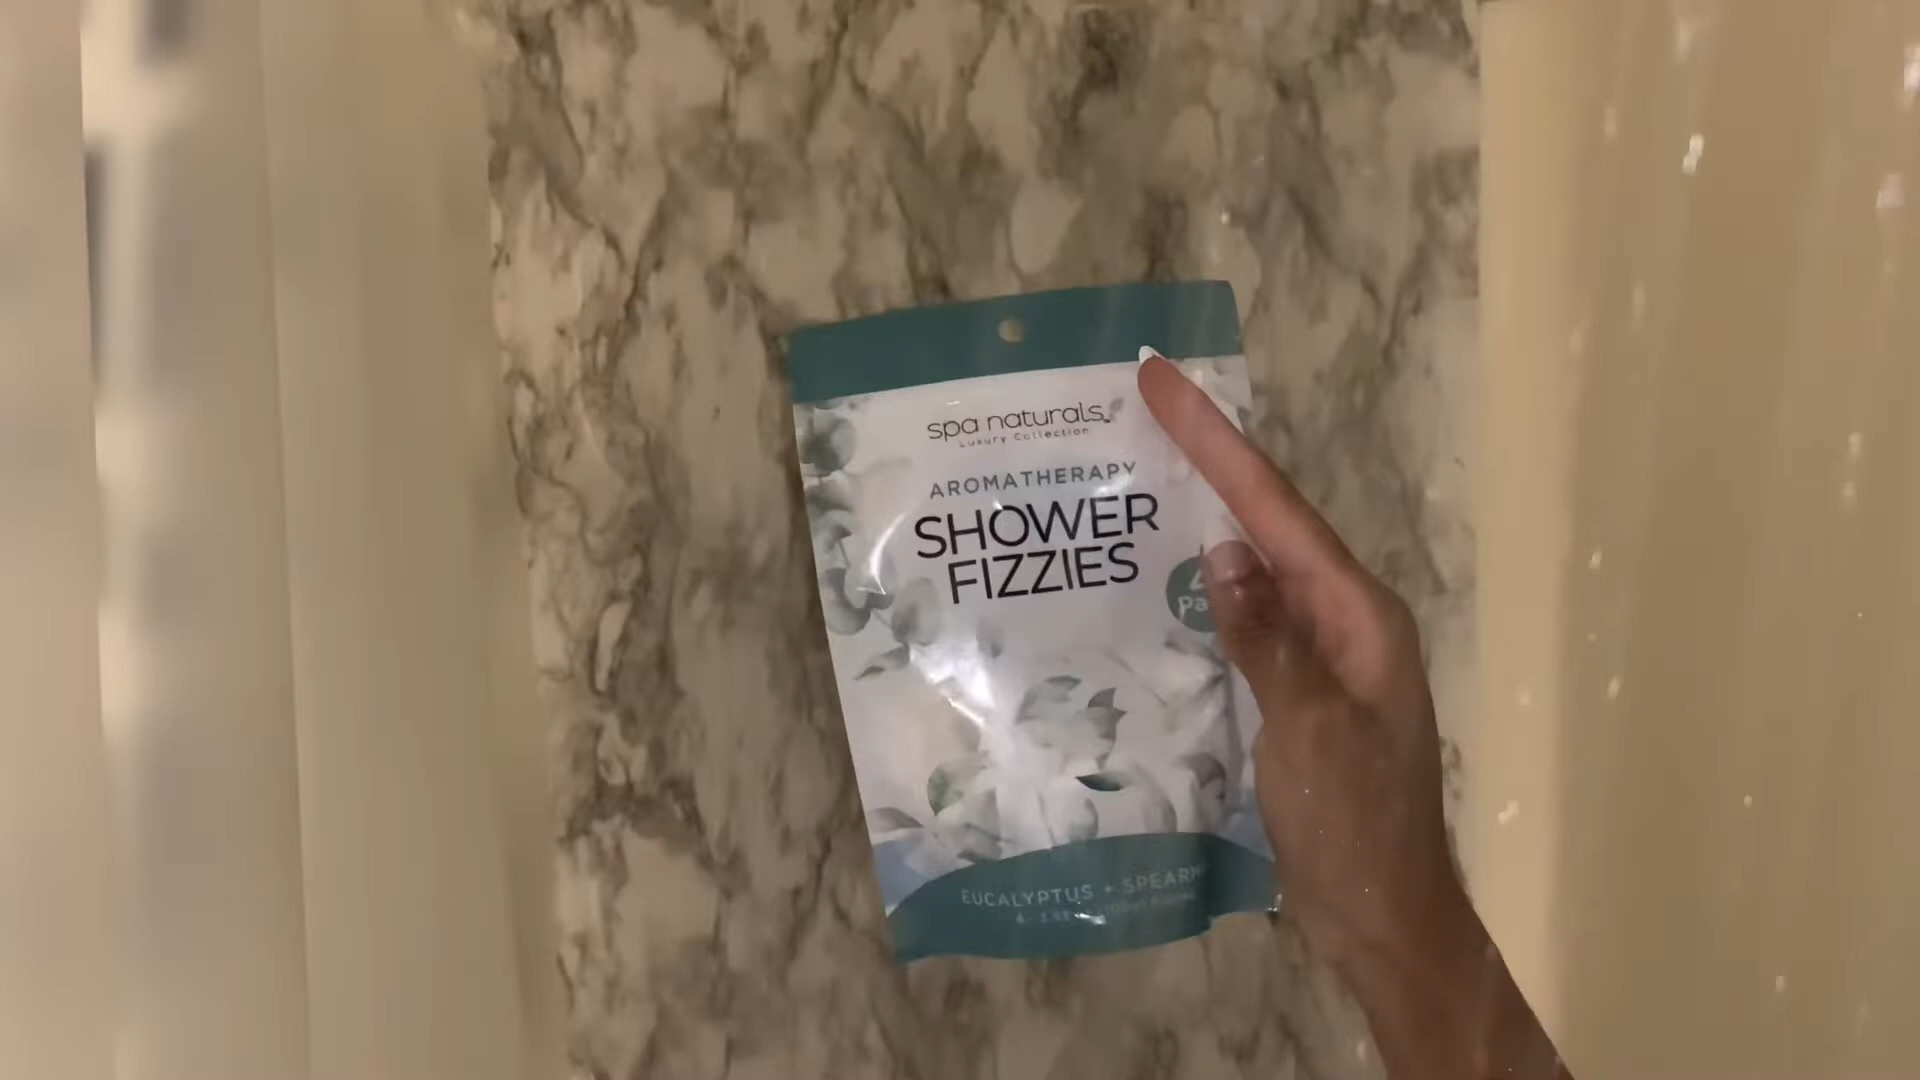 spa naturals
Luxury Collection
AROMATHERAPY
SHOWER
FIZZIES
EUCALYPTUS + SPEARM